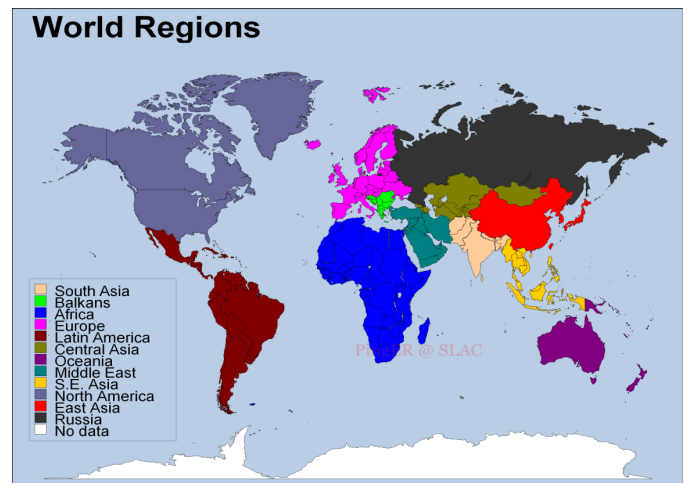 World Regions
South Asia
Balkans
Africa
Europe
Latin America
Central Asia
Oceania
Middle East
S.E. Asia
North America
East Asia
Russia
No data
PingER @ SLAC